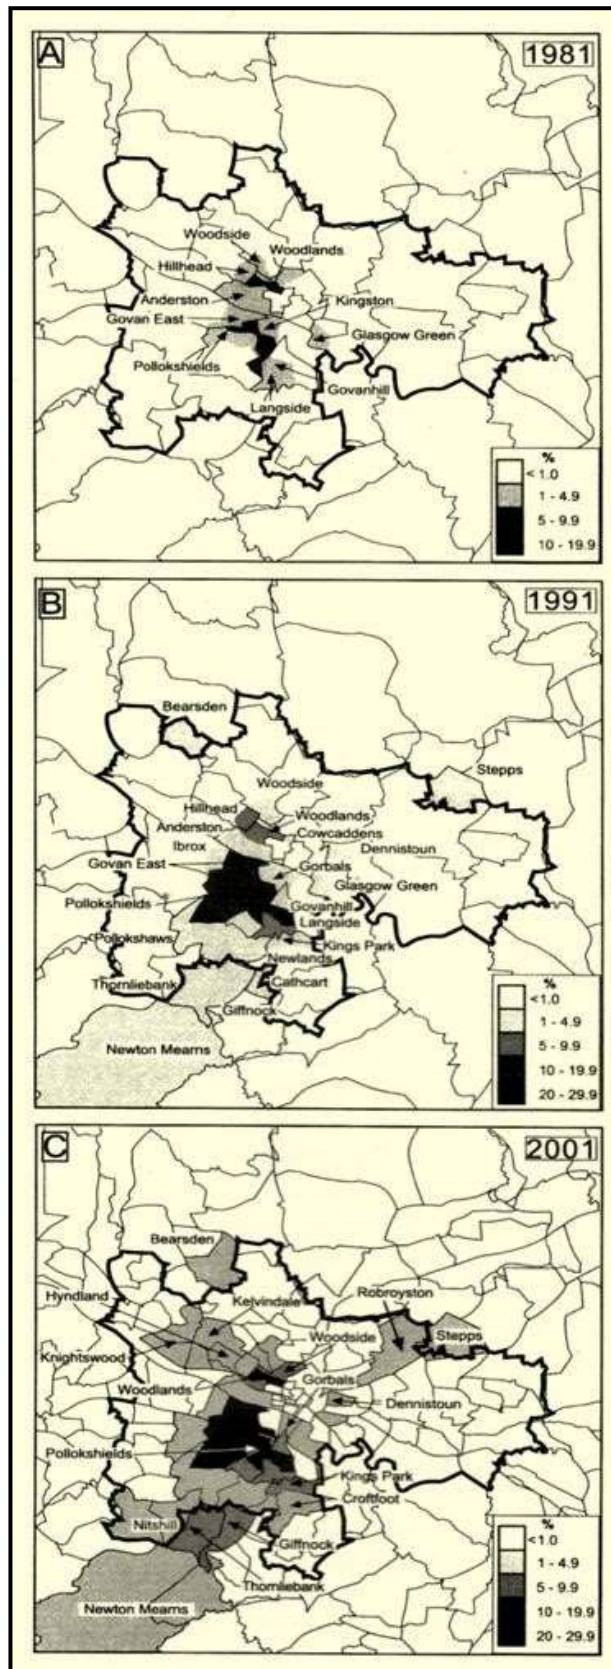 A
1981
Woodside
Woodlands
Hillhead
Anderston
Kingston
Govan East
Glasgow Green
Pollokshields
Govanhill
Langside
%
<1.0
1 - 4.9
5 - 9.9
10 - 19.9
B
1991
Bearsden
Stepps
Woodside
Hillhead
Woodlands
Anderston
Cowcaddens
Ibrox
Dennistoun
Govan East
Gorbals
Glasgow Green
Pollokshields
Govanhill
Langside
Pollokshaws
Kings Park
Newlands
Thornliebank
Cathcart
Giffnock
Newton Mearns
%
<1.0
1 - 4.9
5 - 9.9
10 - 19.9
20 - 29.9
C
2001
Bearsden
Hyndland
Robroyston
Kelvindale
Woodside
Stepps
Knightswood
Gorbals
Woodlands
Dennistoun
Pollokshields
Kings Park
Croftfoot
Nitshill
Giffnock
Thornliebank
Newton Mearns
%
<1.0
1 - 4.9
5 - 9.9
10 - 19.9
20 - 29.9